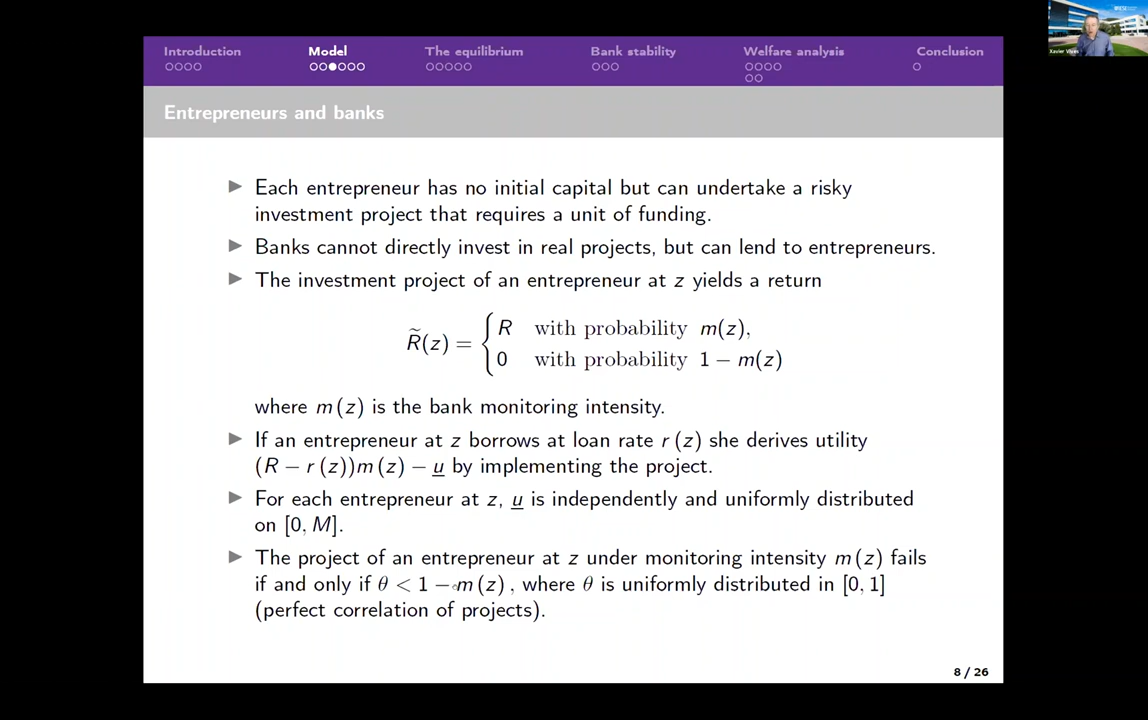 Introduction Model The equilibrium Bank stability Welfare analysis Conclusion
Entrepreneurs and banks
Each entrepreneur has no initial capital but can undertake a risky
investment project that requires a unit of funding.
Banks cannot directly invest in real projects, but can lend to entrepreneurs.
The investment project of an entrepreneur at z yields a return
R̃(z) = { R with probability m(z),
0 with probability 1 − m(z)
where m(z) is the bank monitoring intensity.
If an entrepreneur at z borrows at loan rate r(z) she derives utility
(R − r(z))m(z) − u̲ by implementing the project.
For each entrepreneur at z, u̲ is independently and uniformly distributed
on [0, M].
The project of an entrepreneur at z under monitoring intensity m(z) fails
if and only if θ < 1 − m(z), where θ is uniformly distributed in [0, 1]
(perfect correlation of projects).
8 / 26
Xavier Vives